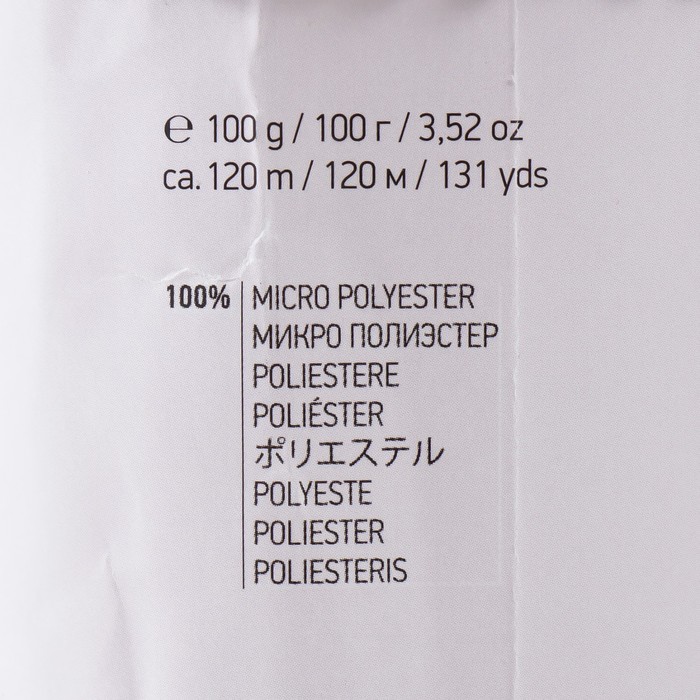 ℮ 100 g / 100 г / 3,52 oz
ca. 120 m / 120 м / 131 yds
100% MICRO POLYESTER
МИКРО ПОЛИЭСТЕР
POLIESTERE
POLIÉSTER
ポリエステル
POLYESTE
POLIESTER
POLIESTERIS